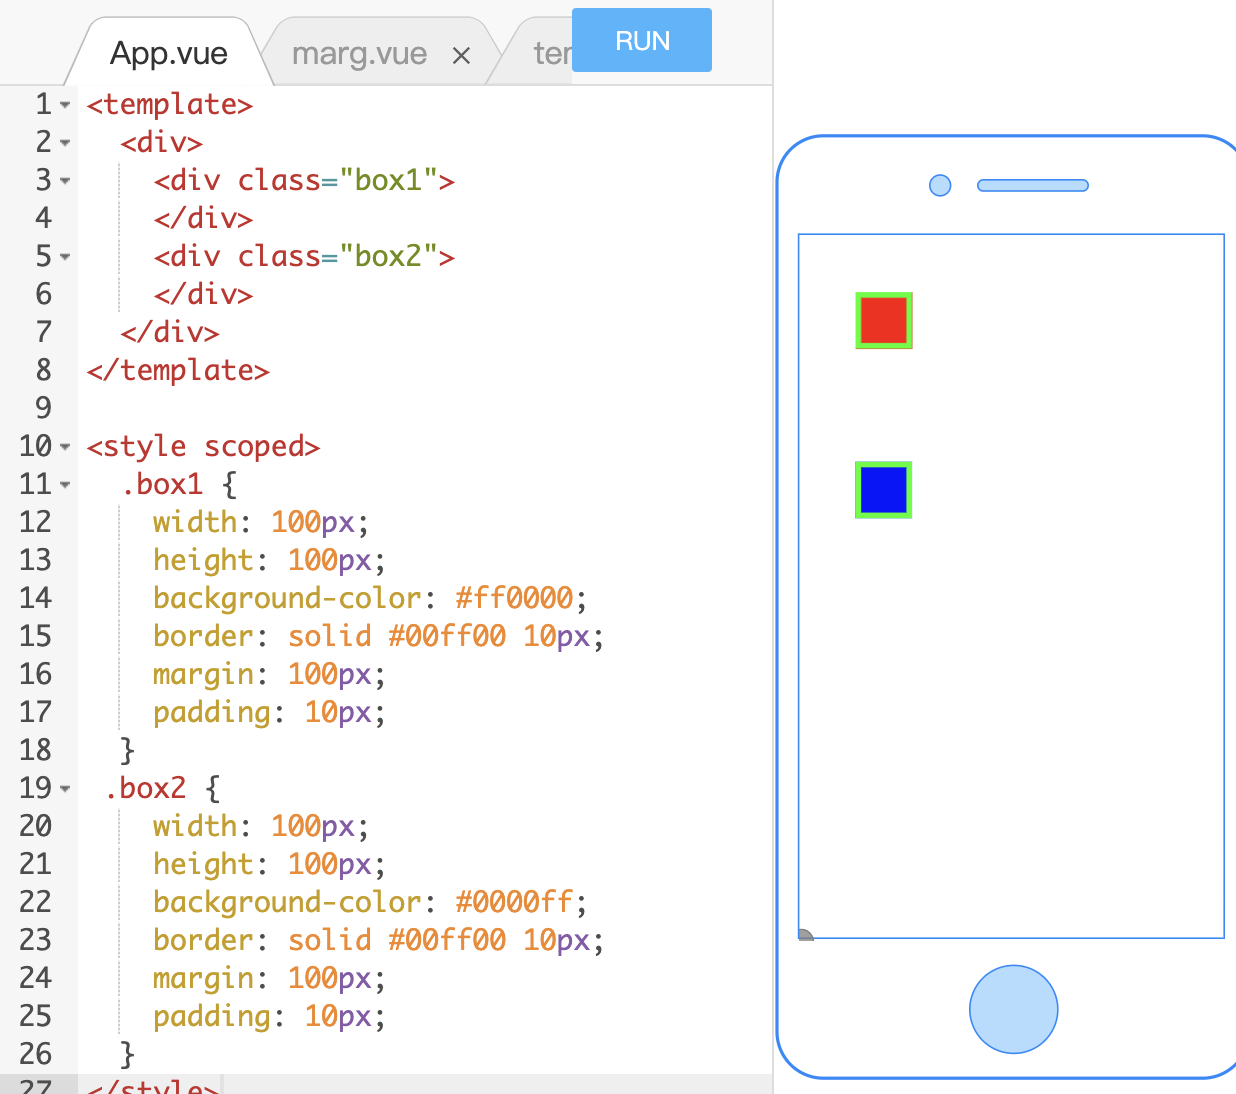 App.vue marg.vue × RUN
1 <template>
2 <div>
3 <div class="box1">
4 </div>
5 <div class="box2">
6 </div>
7 </div>
8 </template>
9
10 <style scoped>
11 .box1 {
12 width: 100px;
13 height: 100px;
14 background-color: #ff0000;
15 border: solid #00ff00 10px;
16 margin: 100px;
17 padding: 10px;
18 }
19 .box2 {
20 width: 100px;
21 height: 100px;
22 background-color: #0000ff;
23 border: solid #00ff00 10px;
24 margin: 100px;
25 padding: 10px;
26 }
27 </style>